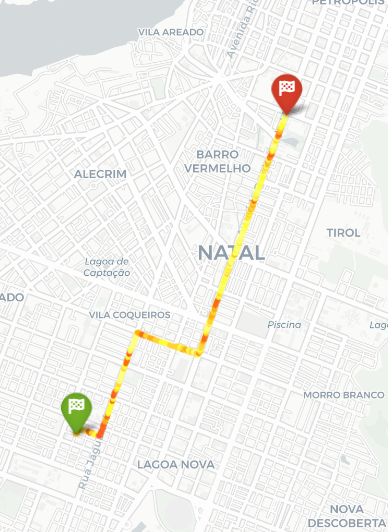 PETRÓPOLIS
VILA AREADO
Avenida Rio
BARRO
VERMELHO
ALECRIM
TIROL
NATAL
Lagoa de
Captação
ADO
VILA COQUEIROS
Piscina
Lago
MORRO BRANCO
Rua Jagu
LAGOA NOVA
NOVA
DESCOBERTA